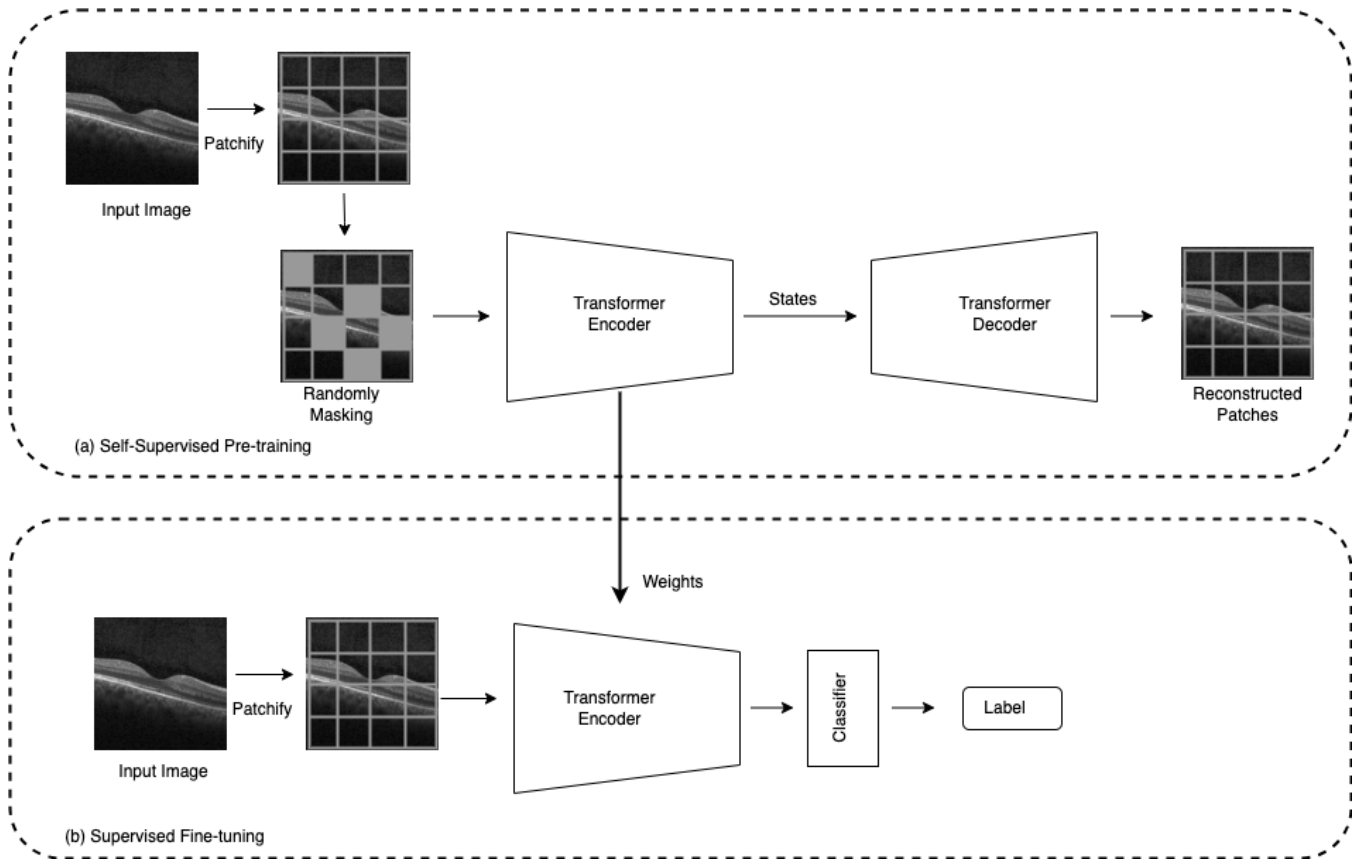 Patchify
Input Image
Transformer
Encoder
States
Transformer
Decoder
Randomly
Masking
Reconstructed
Patches
(a) Self-Supervised Pre-training
Weights
Patchify
Transformer
Encoder
Classifier
Label
Input Image
(b) Supervised Fine-tuning